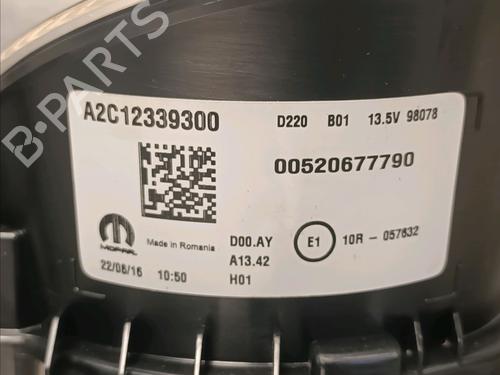 B-PARTS
A2C12339300 D220 B01 13.5V 98078
00520677790
MOPAR Made in Romania D00.AY E1 10R - 057632
A13.42
22/06/16 10:50 H01